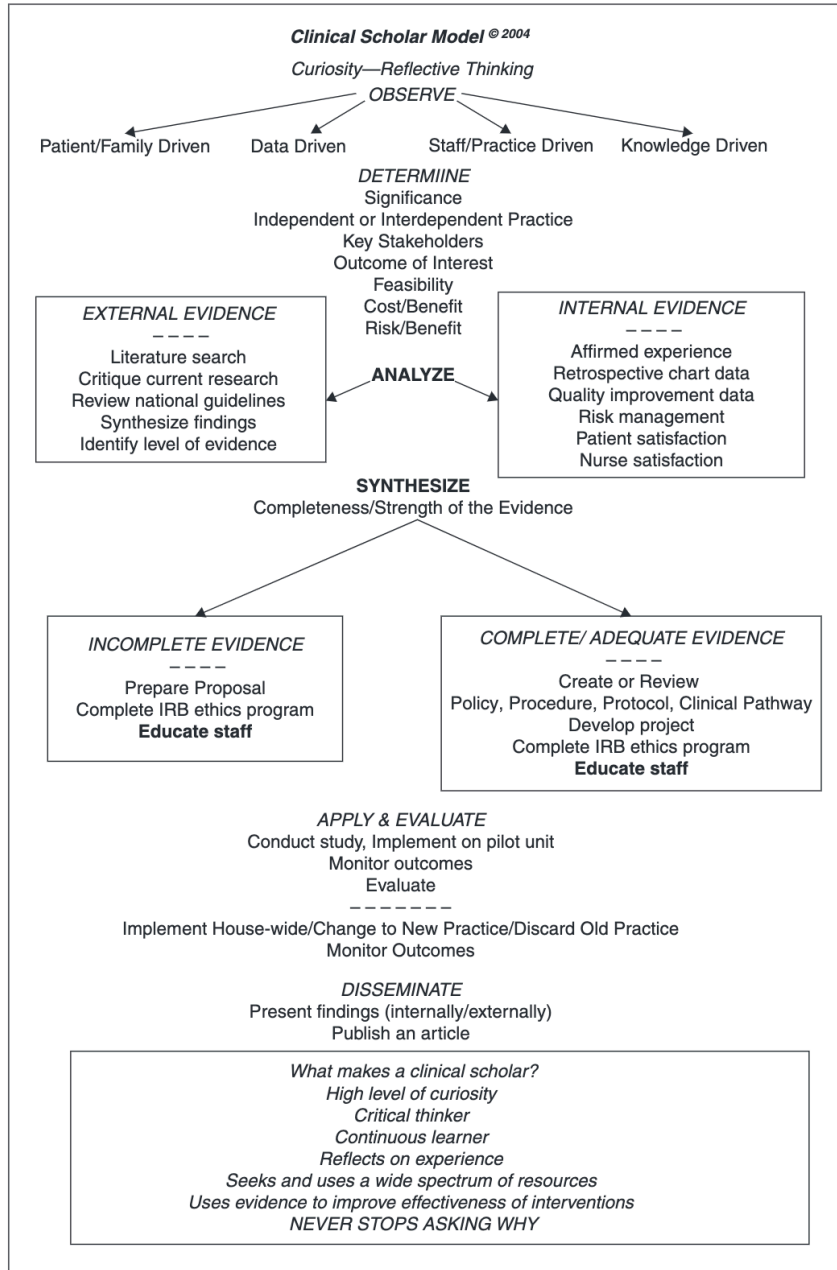 Clinical Scholar Model © 2004
Curiosity—Reflective Thinking
OBSERVE
Patient/Family Driven
Data Driven
Staff/Practice Driven
Knowledge Driven
DETERMIINE
Significance
Independent or Interdependent Practice
Key Stakeholders
Outcome of Interest
Feasibility
Cost/Benefit
Risk/Benefit
ANALYZE
EXTERNAL EVIDENCE
– – – –
Literature search
Critique current research
Review national guidelines
Synthesize findings
Identify level of evidence
INTERNAL EVIDENCE
– – – –
Affirmed experience
Retrospective chart data
Quality improvement data
Risk management
Patient satisfaction
Nurse satisfaction
SYNTHESIZE
Completeness/Strength of the Evidence
INCOMPLETE EVIDENCE
– – – –
Prepare Proposal
Complete IRB ethics program
Educate staff
COMPLETE/ ADEQUATE EVIDENCE
– – – –
Create or Review
Policy, Procedure, Protocol, Clinical Pathway
Develop project
Complete IRB ethics program
Educate staff
APPLY & EVALUATE
Conduct study, Implement on pilot unit
Monitor outcomes
Evaluate
– – – – – – –
Implement House-wide/Change to New Practice/Discard Old Practice
Monitor Outcomes
DISSEMINATE
Present findings (internally/externally)
Publish an article
What makes a clinical scholar?
High level of curiosity
Critical thinker
Continuous learner
Reflects on experience
Seeks and uses a wide spectrum of resources
Uses evidence to improve effectiveness of interventions
NEVER STOPS ASKING WHY